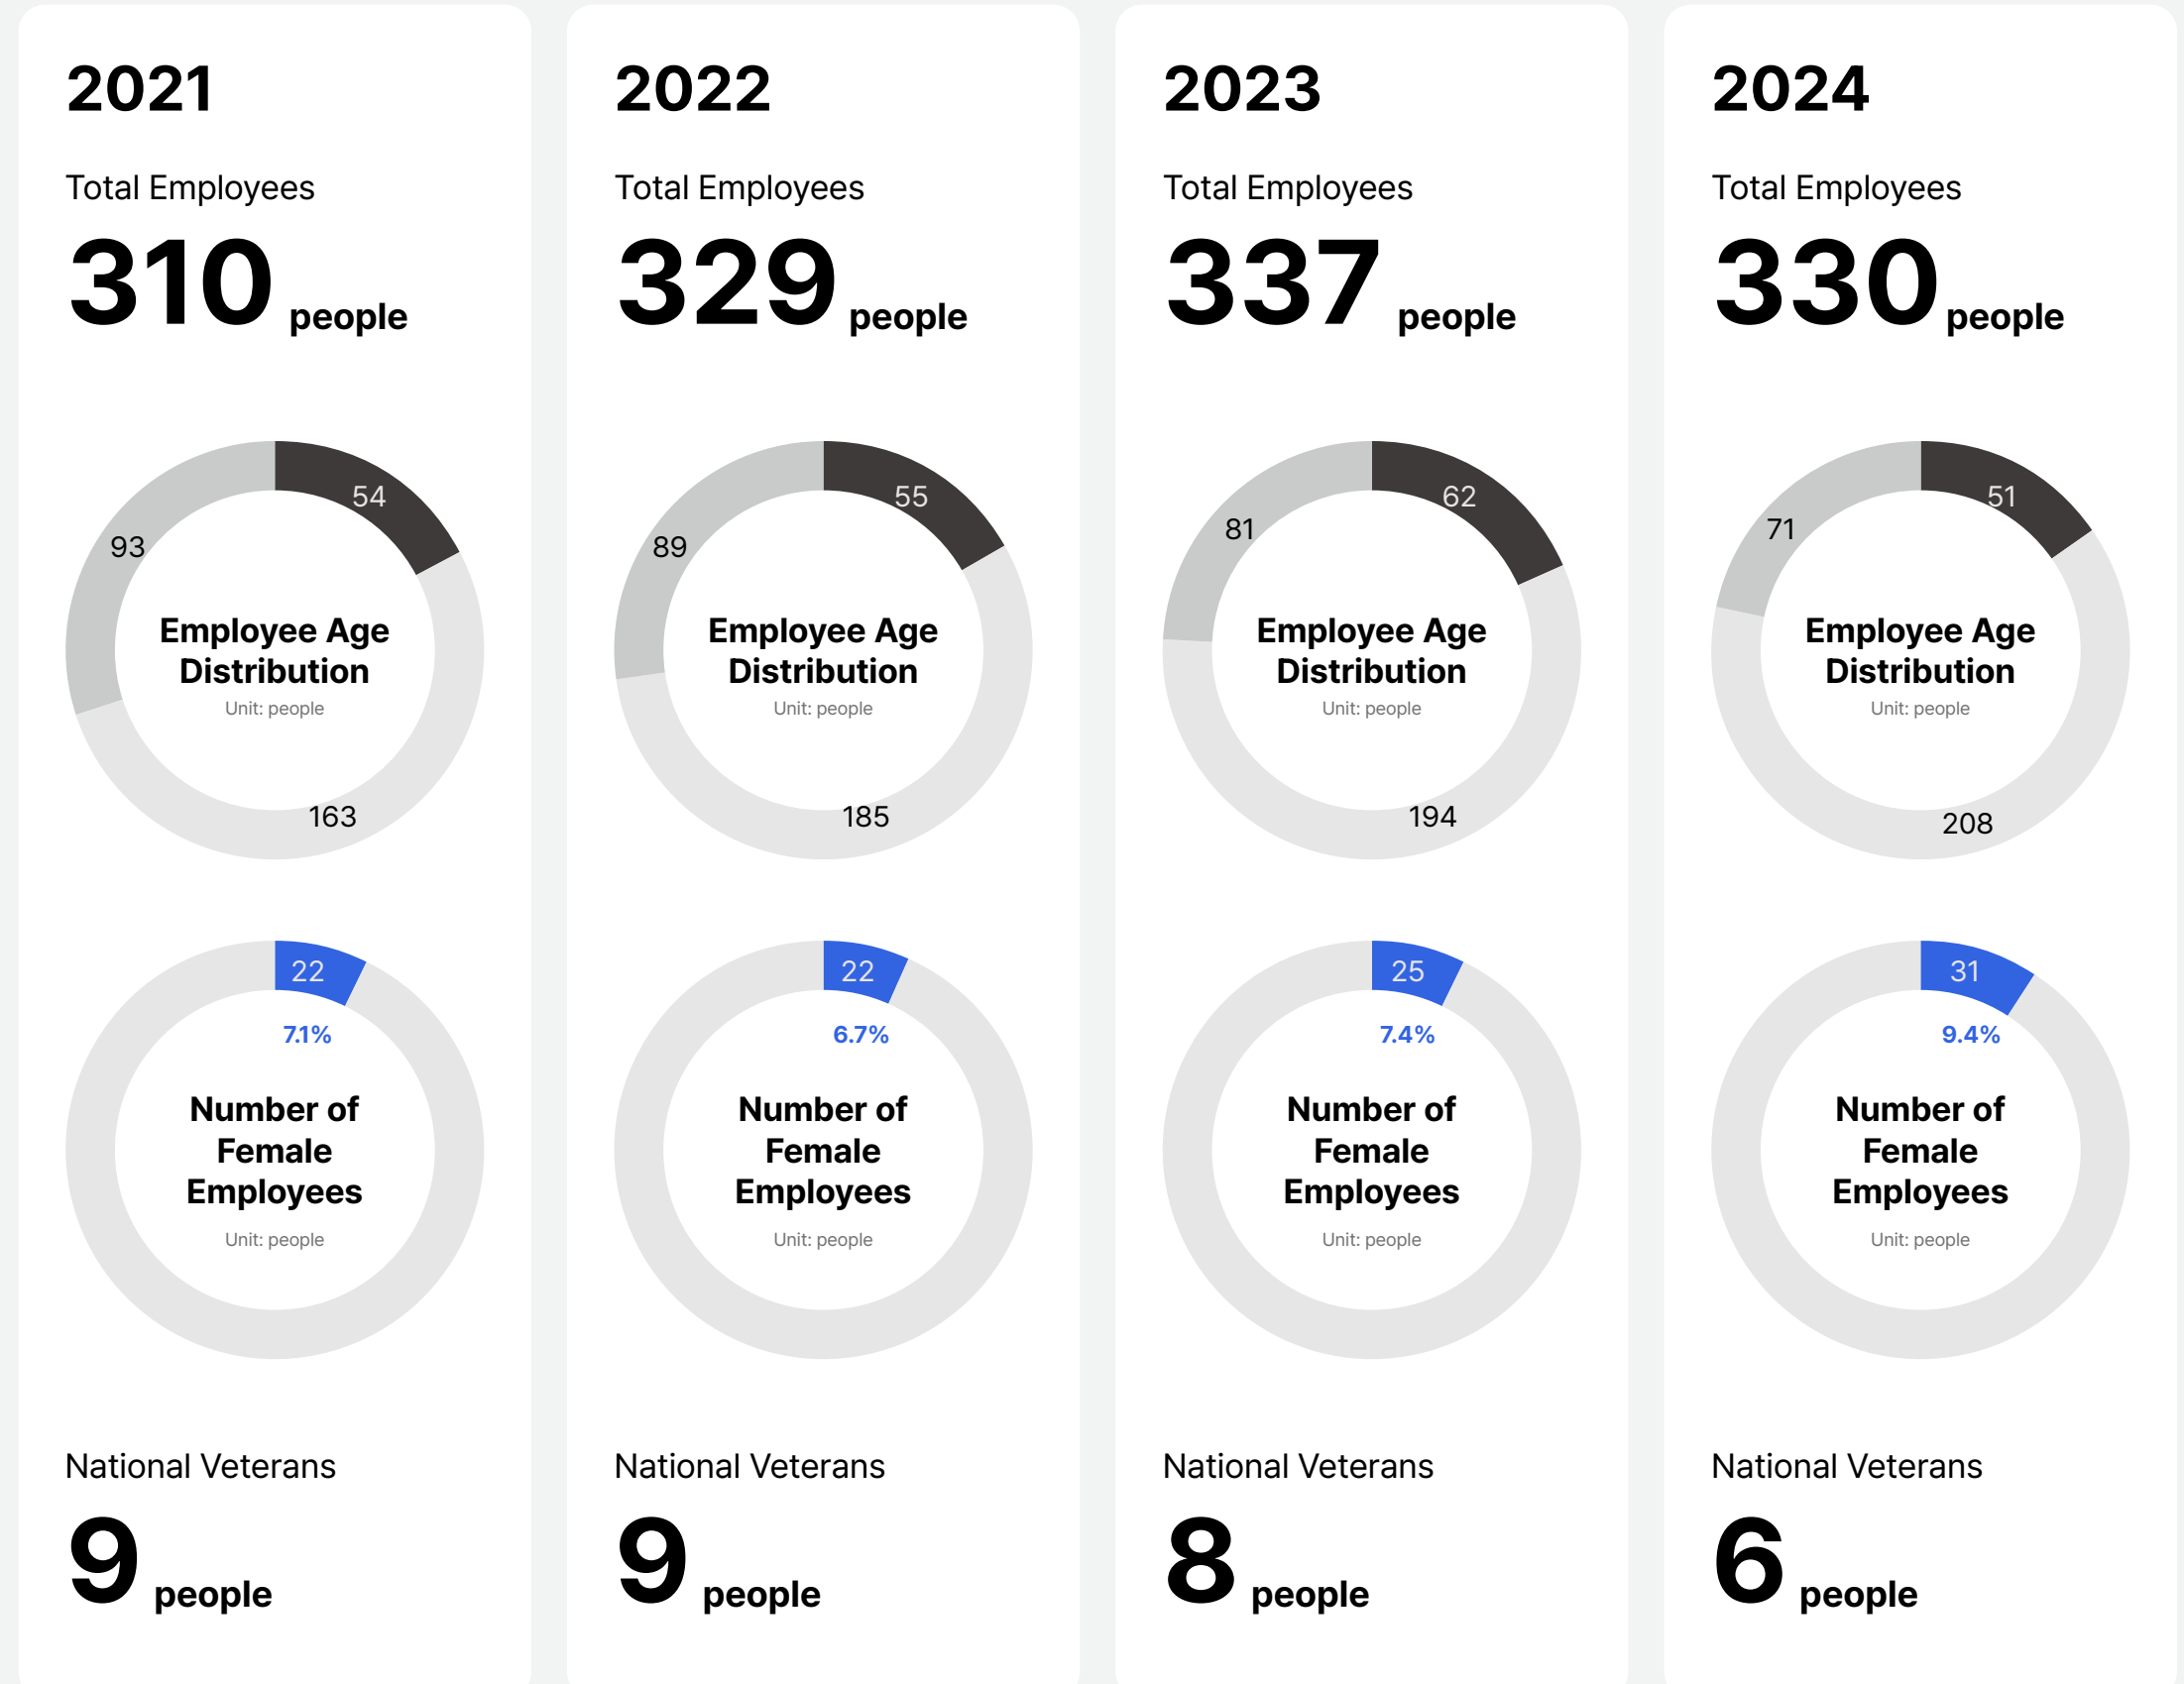 2021
Total Employees
310 people
54
93
Employee Age
Distribution
Unit: people
163
22
7.1%
Number of
Female
Employees
Unit: people
National Veterans
9 people
2022
Total Employees
329 people
55
89
Employee Age
Distribution
Unit: people
185
22
6.7%
Number of
Female
Employees
Unit: people
National Veterans
9 people
2023
Total Employees
337 people
62
81
Employee Age
Distribution
Unit: people
194
25
7.4%
Number of
Female
Employees
Unit: people
National Veterans
8 people
2024
Total Employees
330 people
51
71
Employee Age
Distribution
Unit: people
208
31
9.4%
Number of
Female
Employees
Unit: people
National Veterans
6 people